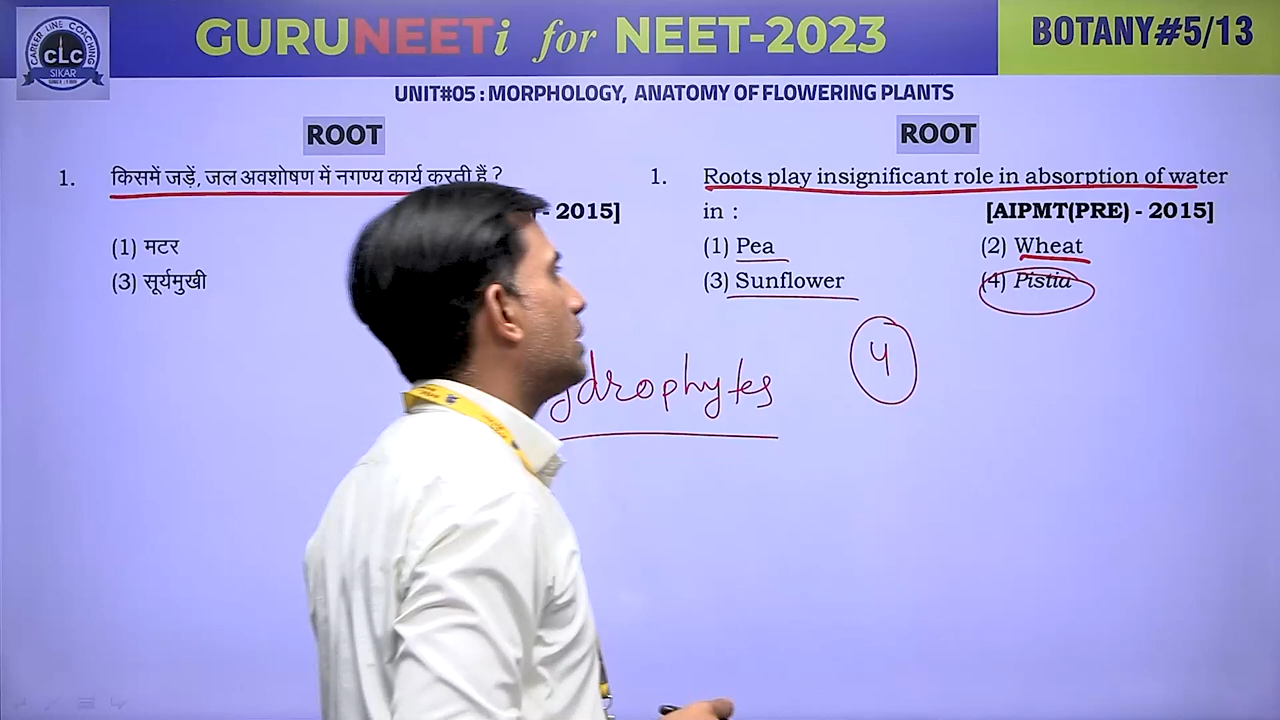 CAREER LINE COACHING
CLC
SIKAR
GURUNEETi for NEET-2023
BOTANY#5/13
UNIT#05 : MORPHOLOGY, ANATOMY OF FLOWERING PLANTS
ROOT
1. किसमें जड़ें, जल अवशोषण में नगण्य कार्य करती हैं ?
- 2015]
(1) मटर
(3) सूर्यमुखी
ROOT
1. Roots play insignificant role in absorption of water
in : [AIPMT(PRE) - 2015]
(1) Pea (2) Wheat
(3) Sunflower (4) Pistia
ydrophytes
4